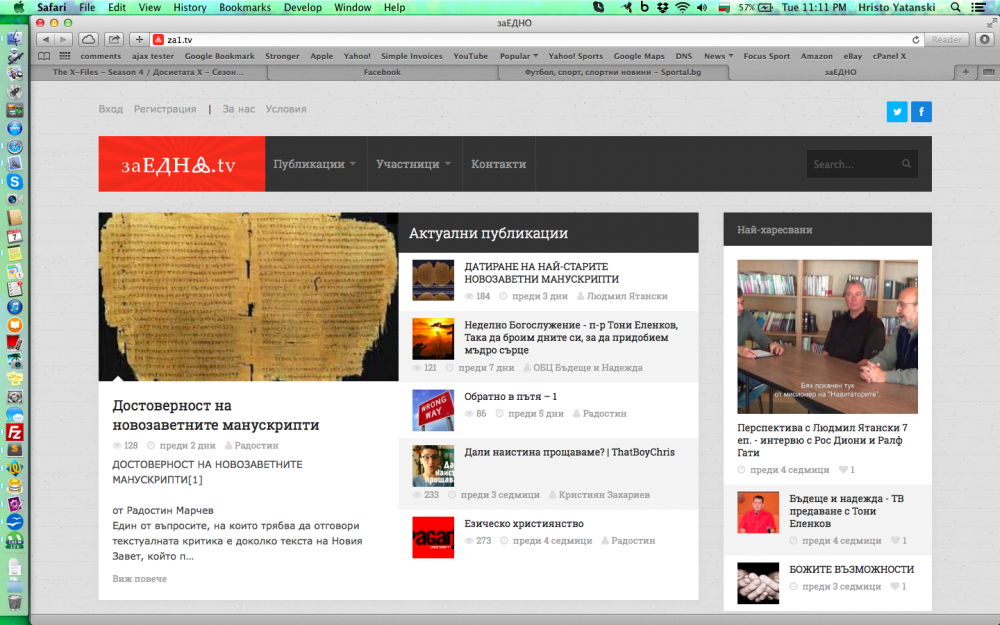 Safari File Edit View History Bookmarks Develop Window Help 57% Tue 11:11 PM Hristo Yatanski
заЕДНО
za1.tv Reader
comments ajax tester Google Bookmark Stronger Apple Yahoo! Simple Invoices YouTube Popular Yahoo! Sports Google Maps DNS News Focus Sport Amazon eBay cPanel X
The X-Files – Season 4 / Досиетата Х – Сезон... Facebook Футбол, спорт, спортни новини – Sportal.bg заЕДНО
Вход Регистрация | За нас Условия
заЕДНО.tv Публикации Участници Контакти Search...
Актуални публикации
ДАТИРАНЕ НА НАЙ-СТАРИТЕ
НОВОЗАВЕТНИ МАНУСКРИПТИ
184 преди 3 дни Людмил Ятански
Неделно Богослужение - п-р Тони Еленков,
Така да броим дните си, за да придобием
мъдро сърце
121 преди 7 дни ОБЦ Бъдеще и Надежда
WRONG
WAY
Обратно в пътя – 1
86 преди 5 дни Радостин
Да
наис
прощав
Дали наистина прощаваме? | ThatBoyChris
233 преди 3 седмици Кристиян Захариев
Езическо християнство
273 преди 4 седмици Радостин
Достоверност на
новозаветните манускрипти
128 преди 2 дни Радостин
ДОСТОВЕРНОСТ НА НОВОЗАВЕТНИТЕ
МАНУСКРИПТИ[1]
от Радостин Марчев
Един от въпросите, на които трябва да отговори
текстуалната критика е доколко текста на Новия
Завет, който п...
Виж повече
Най-харесвани
Бях поканен тук
от мисионер на "Навигаторите".
Перспектива с Людмил Ятански 7
еп. - интервю с Рос Диони и Ралф
Гати
преди 4 седмици 1
Бъдеще и надежда - ТВ
предаване с Тони
Еленков
преди 4 седмици 1
БОЖИТЕ ВЪЗМОЖНОСТИ
преди 3 седмици 1